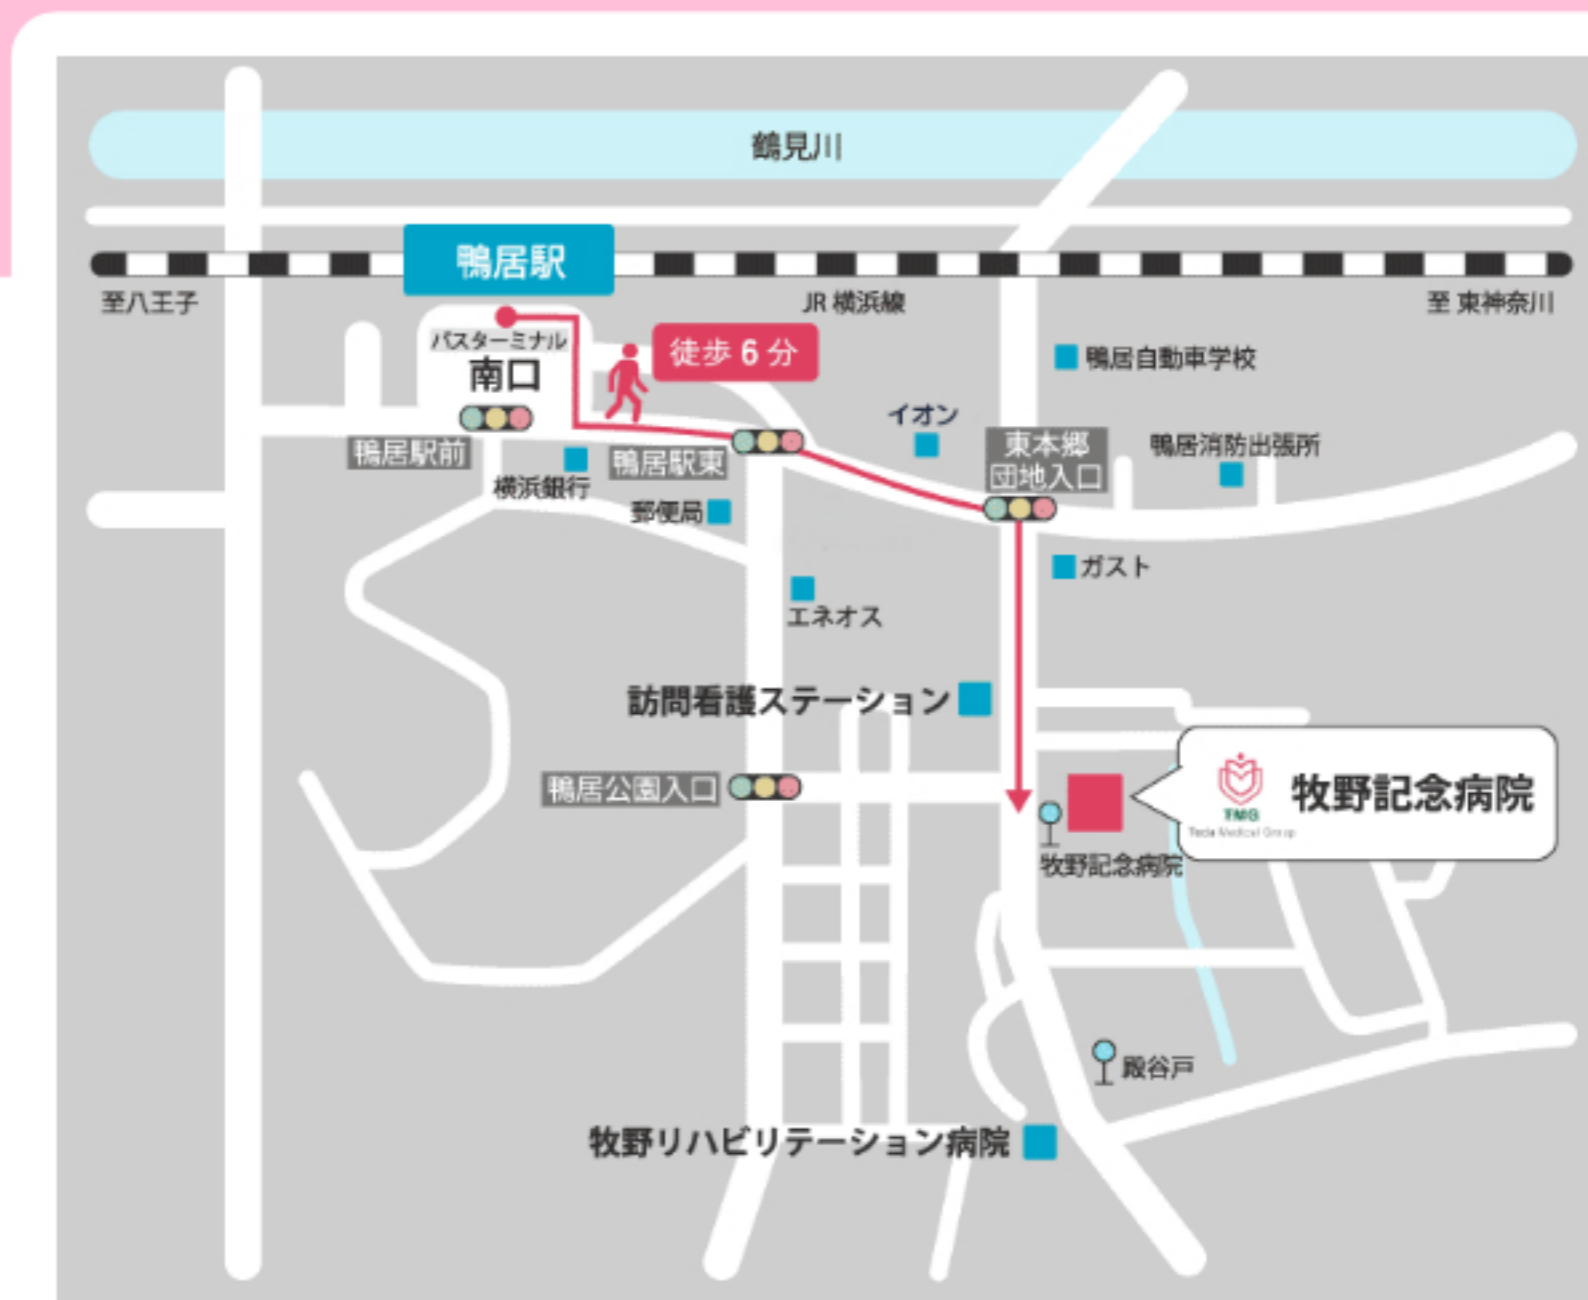 鶴見川
鴨居駅
至八王子
JR 横浜線
至 東神奈川
バスターミナル
南口
徒歩 6 分
鴨居自動車学校
イオン
鴨居駅前
横浜銀行
鴨居駅東
東本郷
団地入口
鴨居消防出張所
郵便局
ガスト
エネオス
訪問看護ステーション
鴨居公園入口
TMG
Toda Medical Group
牧野記念病院
牧野記念病院
殿谷戸
牧野リハビリテーション病院